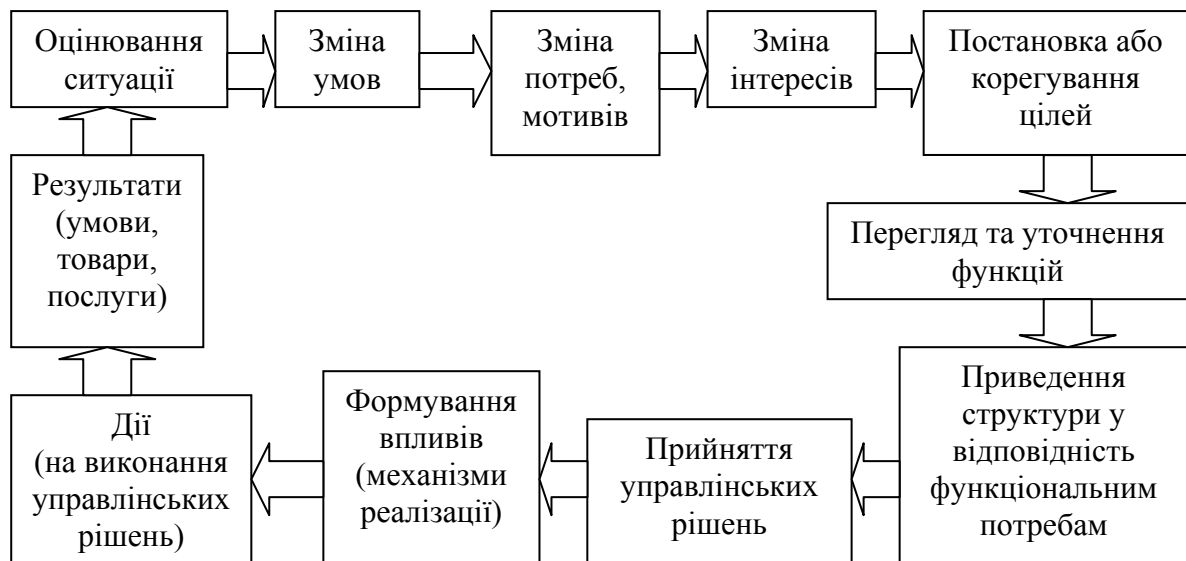 Оцінювання
ситуації
Зміна
умов
Зміна
потреб,
мотивів
Зміна
інтересів
Постановка або
корегування
цілей
Перегляд та уточнення
функцій
Приведення
структури у
відповідність
функціональним
потребам
Прийняття
управлінських
рішень
Формування
впливів
(механізми
реалізації)
Дії
(на виконання
управлінських
рішень)
Результати
(умови,
товари,
послуги)